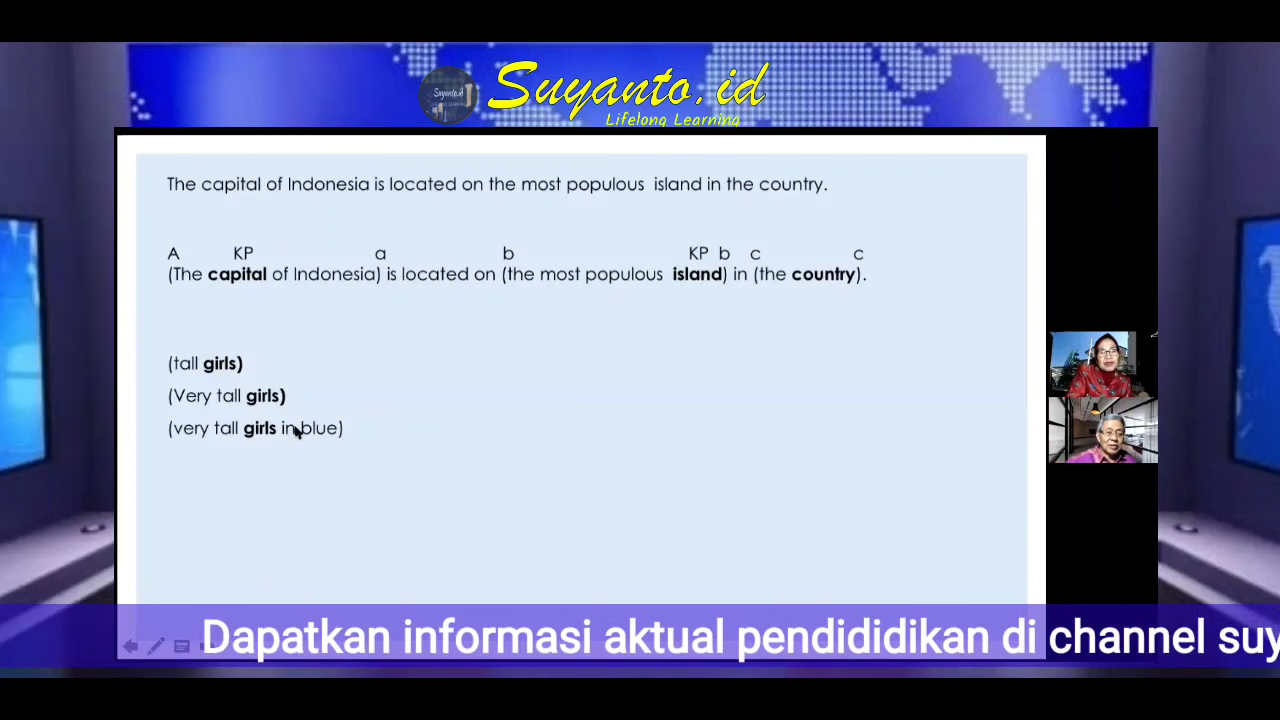 Suyanto.id
Suyanto.id
Lifelong Learning
The capital of Indonesia is located on the most populous island in the country.
A KP a b KP b c c
(The capital of Indonesia) is located on (the most populous island) in (the country).
(tall girls)
(Very tall girls)
(very tall girls in blue)
Dapatkan informasi aktual pendididikan di channel suy